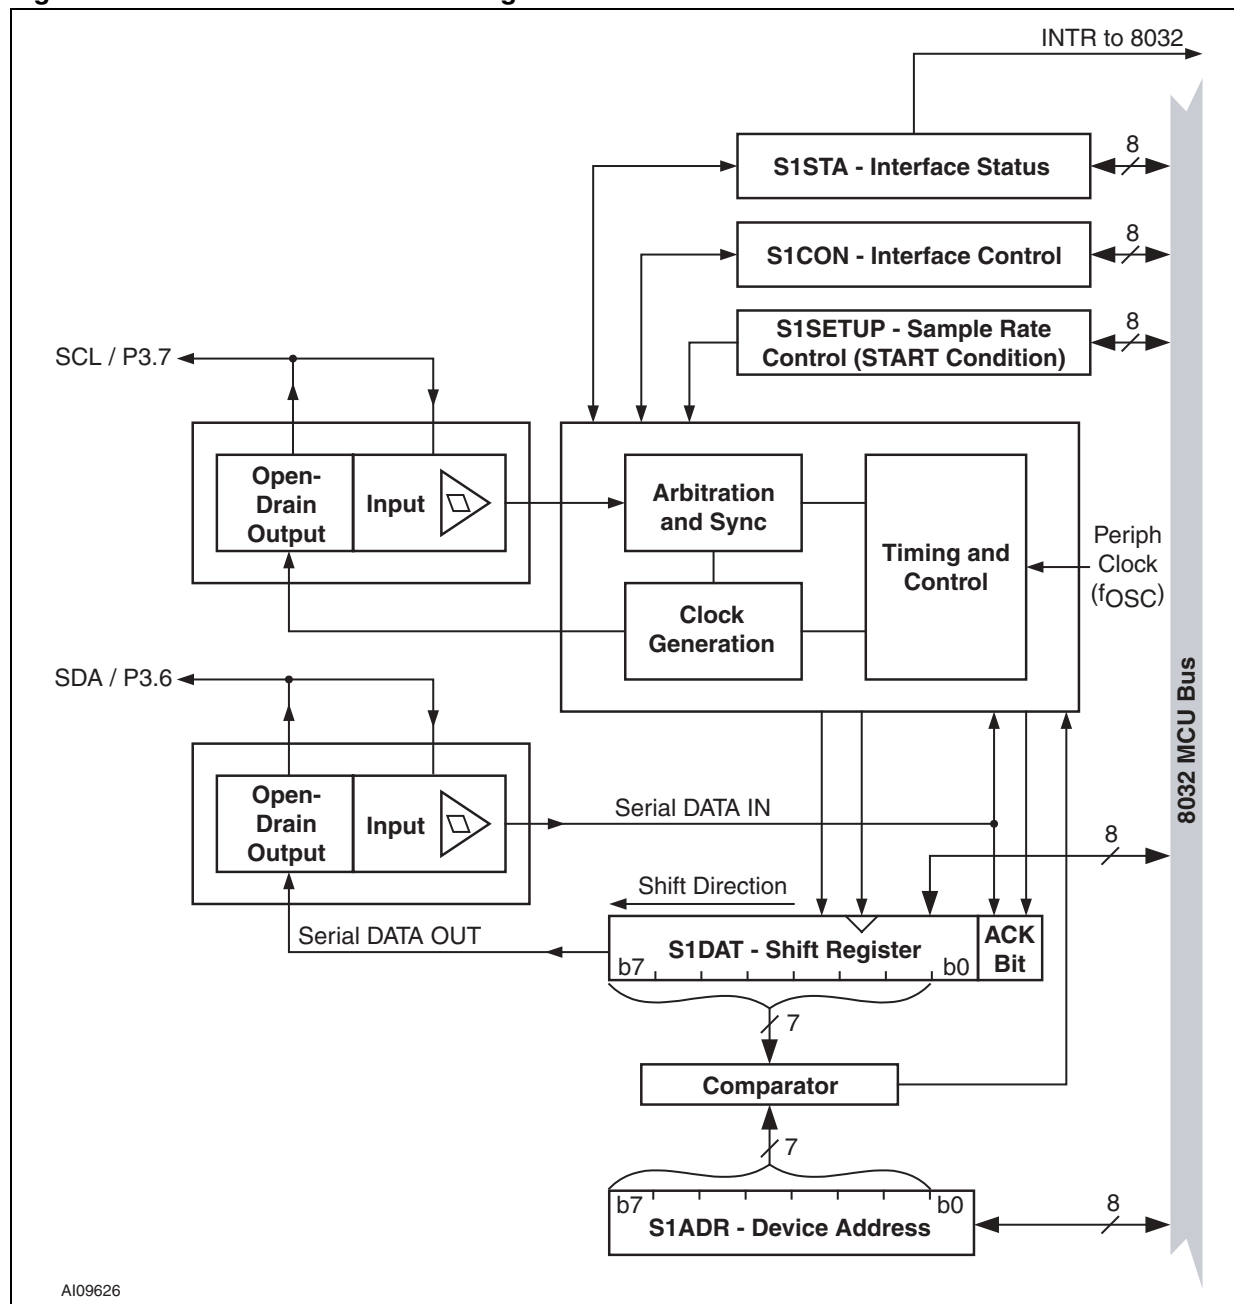 INTR to 8032
8
S1STA - Interface Status
8
S1CON - Interface Control
8
S1SETUP - Sample Rate
Control (START Condition)
SCL / P3.7
Open-
Drain
Output
Input
Arbitration
and Sync
Timing and
Control
Periph
Clock
(fOSC)
Clock
Generation
SDA / P3.6
8032 MCU Bus
Open-
Drain
Output
Input
Serial DATA IN
8
Shift Direction
Serial DATA OUT
S1DAT - Shift Register
b7
b0
ACK
Bit
7
Comparator
7
b7
b0
S1ADR - Device Address
8
AI09626